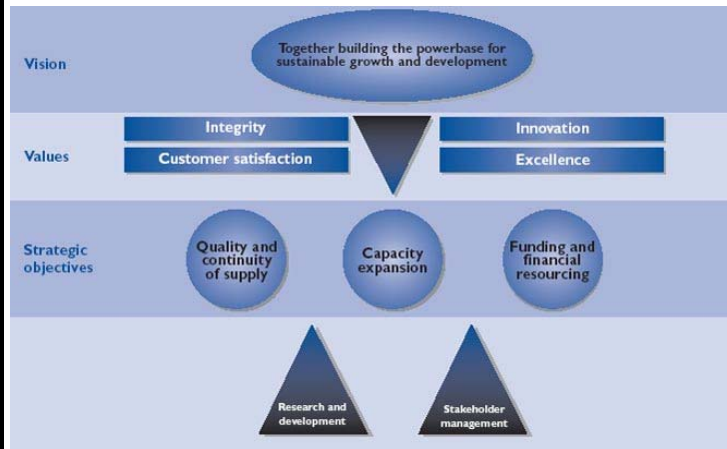 Vision
Together building the powerbase for
sustainable growth and development
Values
Integrity
Innovation
Customer satisfaction
Excellence
Strategic
objectives
Quality and
continuity
of supply
Capacity
expansion
Funding and
financial
resourcing
Research and
development
Stakeholder
management